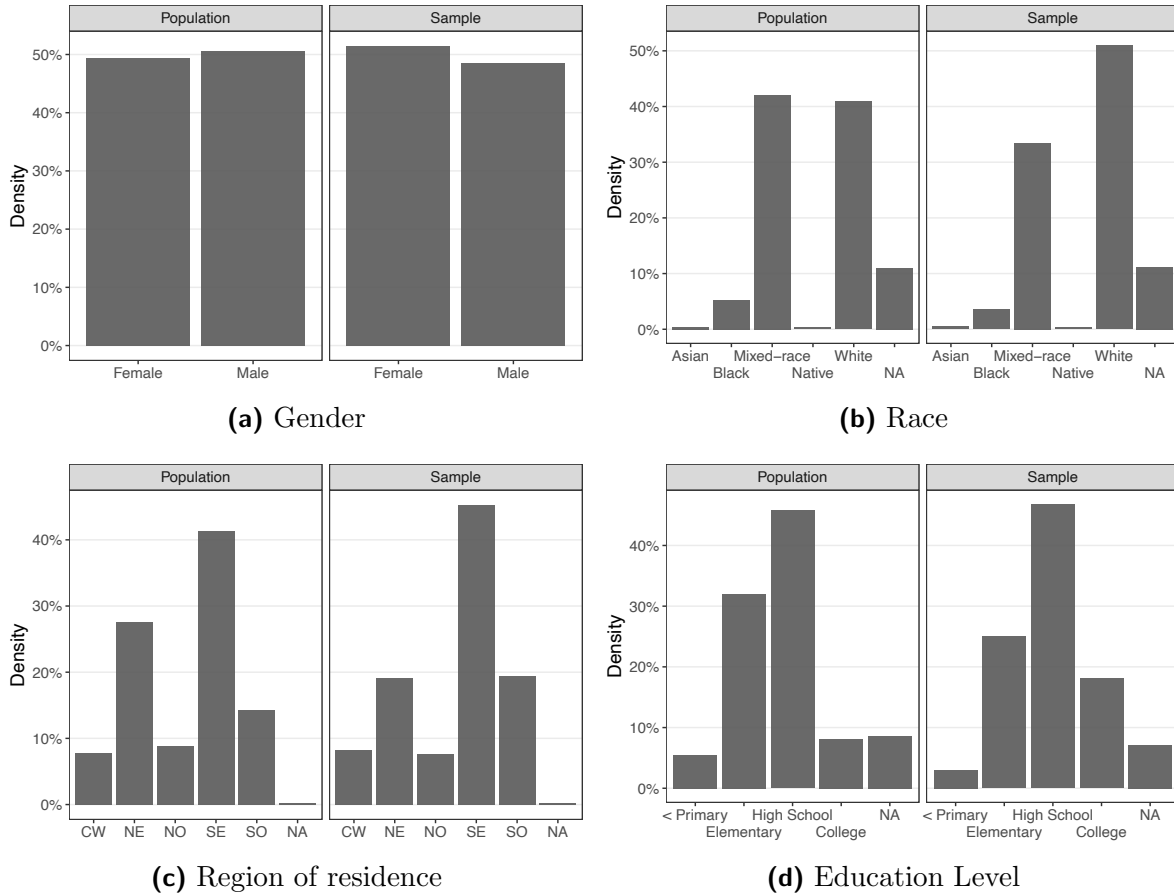 Population Sample
50%
40%
30%
20%
10%
0%
Density
Female Male Female Male
(a) Gender
Population Sample
50%
40%
30%
20%
10%
0%
Density
Asian Mixed−race White Asian Mixed−race White
Black Native NA Black Native NA
(b) Race
Population Sample
40%
30%
20%
10%
0%
Density
CW NE NO SE SO NA CW NE NO SE SO NA
(c) Region of residence
Population Sample
40%
30%
20%
10%
0%
Density
< Primary High School NA < Primary High School NA
Elementary College Elementary College
(d) Education Level